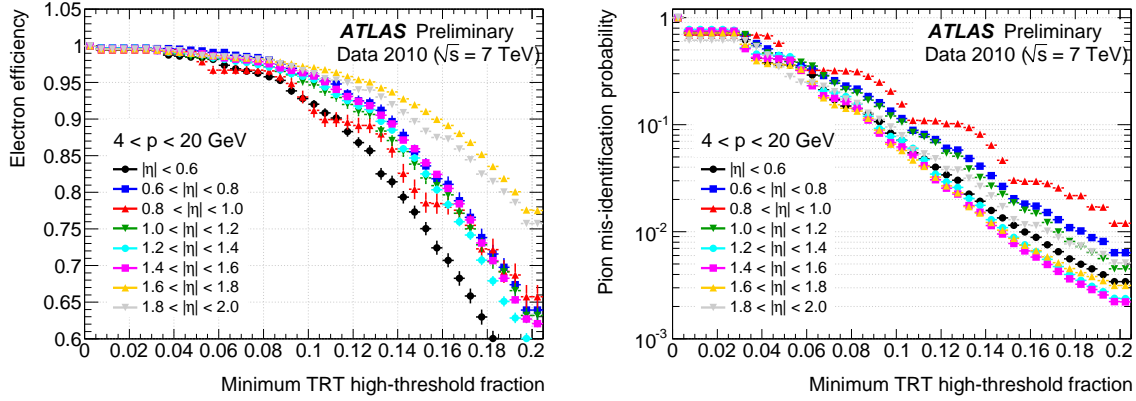 Electron efficiency
1
0.95
0.9
0.85
0.8
0.75
0.7
0.65
0.6
ATLAS Preliminary
Data 2010 (√s = 7 TeV)
4 < p < 20 GeV
|η| < 0.6
0.6 < |η| < 0.8
0.8 < |η| < 1.0
1.0 < |η| < 1.2
1.2 < |η| < 1.4
1.4 < |η| < 1.6
1.6 < |η| < 1.8
1.8 < |η| < 2.0
0 0.02 0.04 0.06 0.08 0.1 0.12 0.14 0.16 0.18 0.2
Minimum TRT high-threshold fraction
Pion mis-identification probability
1
10⁻¹
10⁻²
10⁻³
ATLAS Preliminary
Data 2010 (√s = 7 TeV)
4 < p < 20 GeV
|η| < 0.6
0.6 < |η| < 0.8
0.8 < |η| < 1.0
1.0 < |η| < 1.2
1.2 < |η| < 1.4
1.4 < |η| < 1.6
1.6 < |η| < 1.8
1.8 < |η| < 2.0
0 0.02 0.04 0.06 0.08 0.1 0.12 0.14 0.16 0.18 0.2
Minimum TRT high-threshold fraction